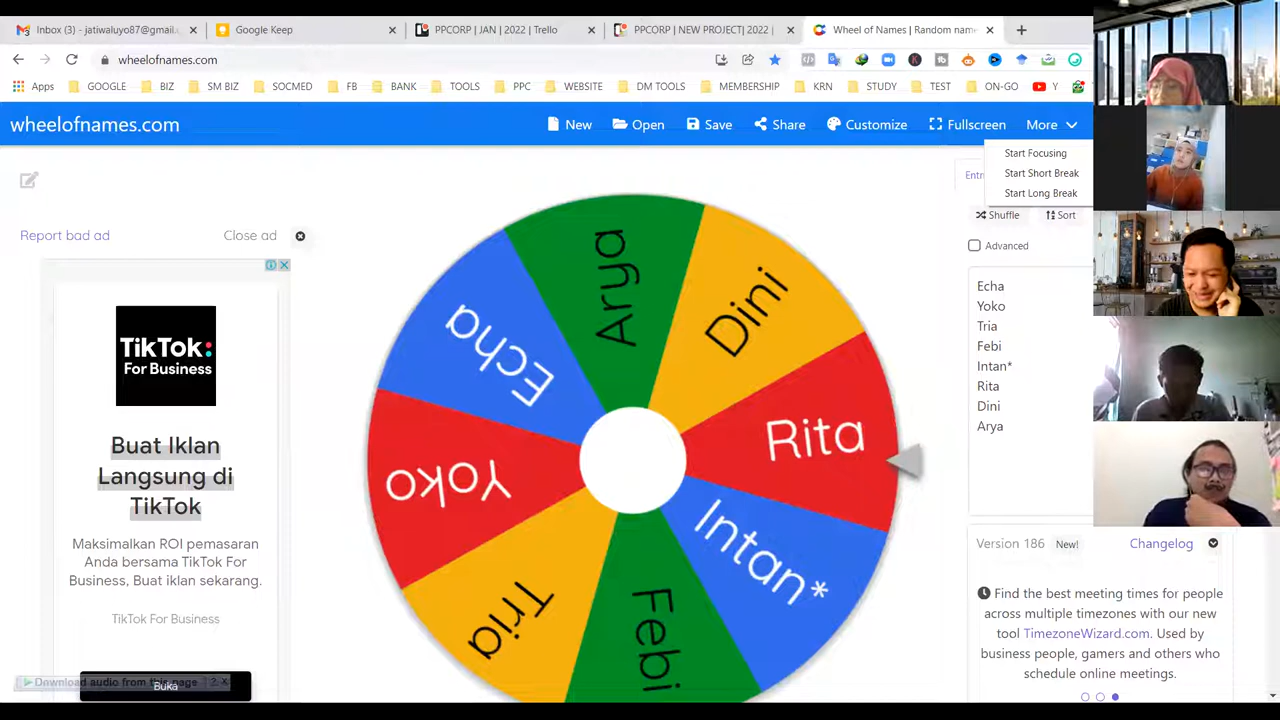 Inbox (3) - jatiwaluyo87@gmail.
Google Keep
PPCORP | JAN | 2022 | Trello
PPCORP | NEW PROJECT| 2022 |
Wheel of Names | Random nam
wheelofnames.com
Apps
GOOGLE
BIZ
SM BIZ
SOCMED
FB
BANK
TOOLS
PPC
WEBSITE
DM TOOLS
MEMBERSHIP
KRN
STUDY
TEST
ON-GO
Y
wheelofnames.com
New
Open
Save
Share
Customize
Fullscreen
More
Start Focusing
Start Short Break
Start Long Break
Entr
Shuffle
Sort
Advanced
Echa
Yoko
Tria
Febi
Intan*
Rita
Dini
Arya
Report bad ad
Close ad
TikTok:
For Business
Buat Iklan
Langsung di
TikTok
Maksimalkan ROI pemasaran
Anda bersama TikTok For
Business, Buat iklan sekarang.
TikTok For Business
Download audio from this page
Buka
Arya
Dini
Rita
Intan*
Febi
Tria
Yoko
Echa
Version 186
New!
Changelog
Find the best meeting times for people
across multiple timezones with our new
tool TimezoneWizard.com. Used by
business people, gamers and others who
schedule online meetings.